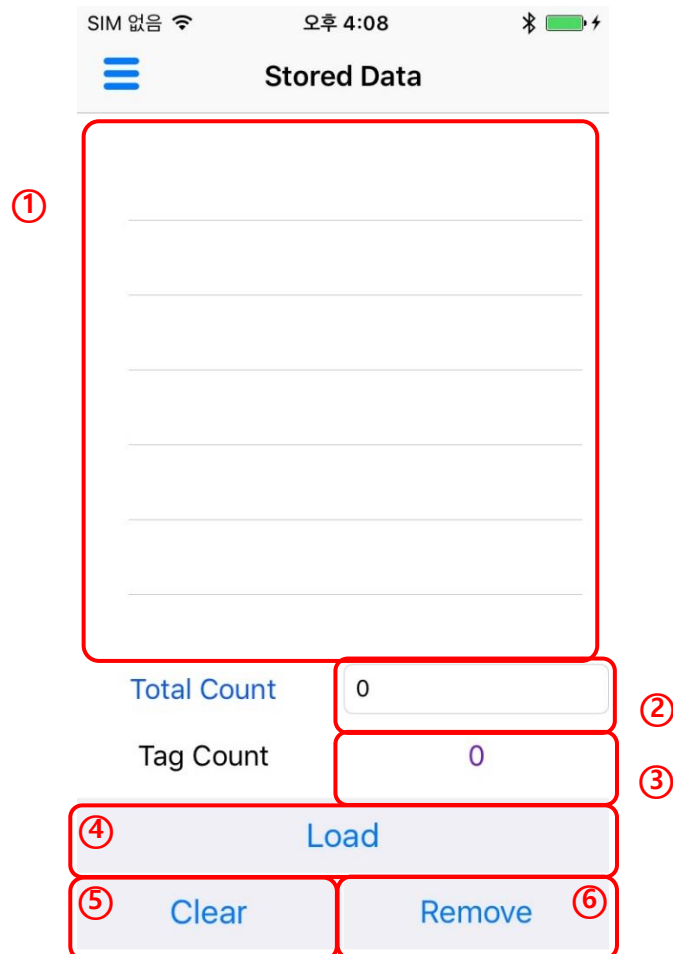 SIM 없음 오후 4:08
Stored Data
①
Total Count 0
②
Tag Count 0
③
④ Load
⑤ Clear Remove ⑥